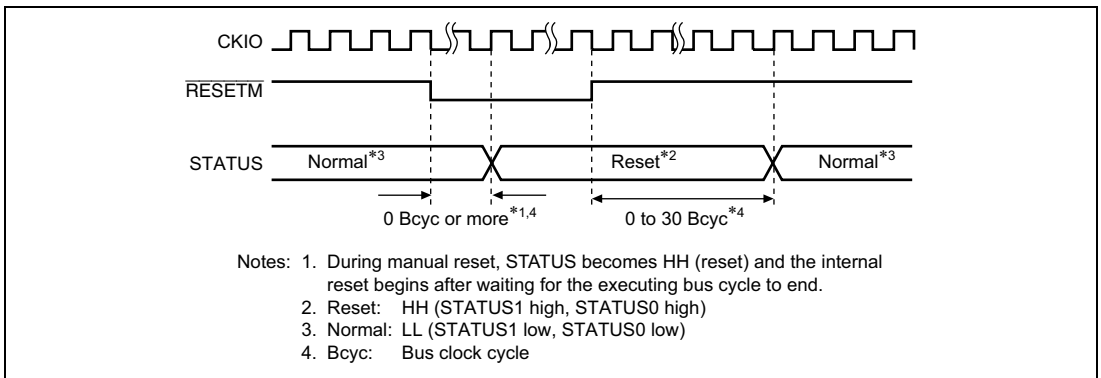 CKIO
RESETM
STATUS Normal*3 Reset*2 Normal*3
0 Bcyc or more*1,4 0 to 30 Bcyc*4
Notes: 1. During manual reset, STATUS becomes HH (reset) and the internal
reset begins after waiting for the executing bus cycle to end.
2. Reset: HH (STATUS1 high, STATUS0 high)
3. Normal: LL (STATUS1 low, STATUS0 low)
4. Bcyc: Bus clock cycle